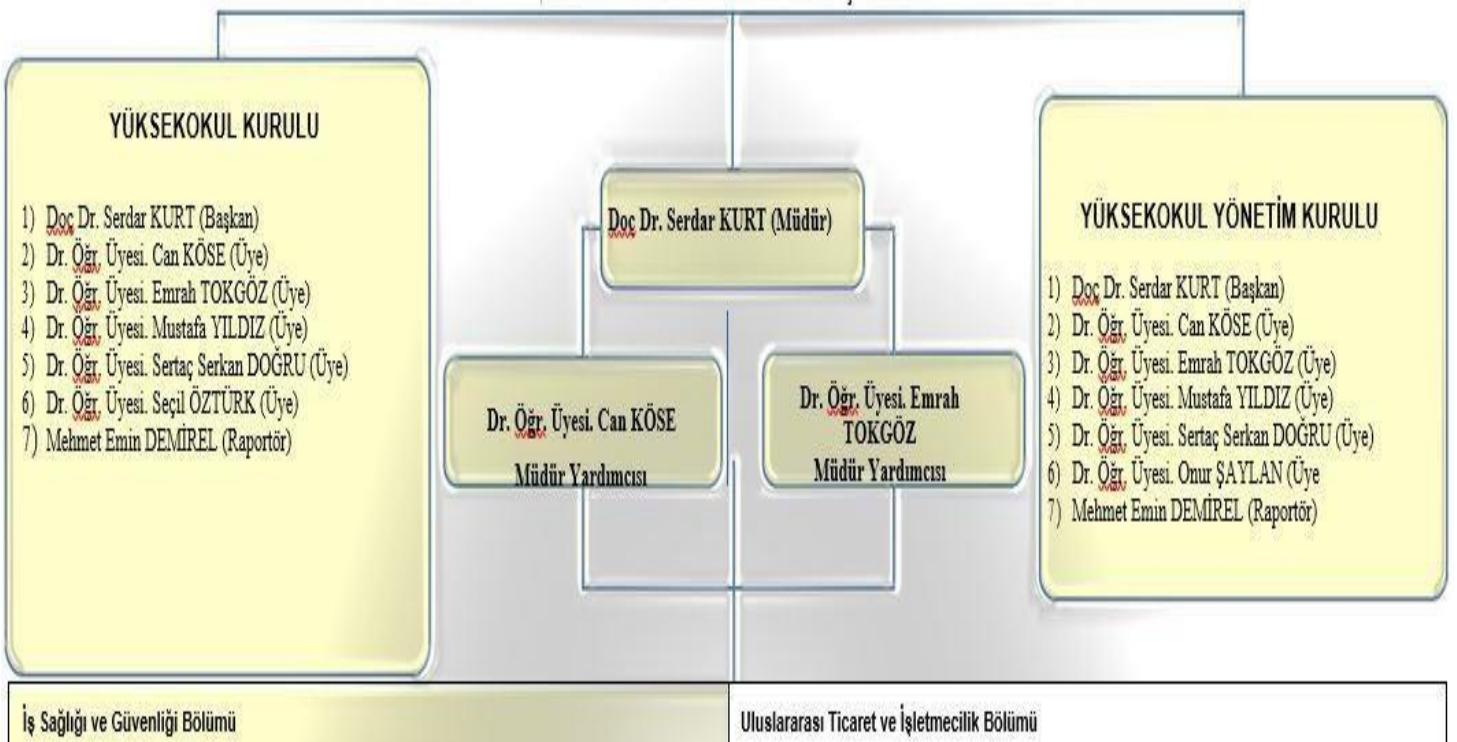 YÜKSEKOKUL KURULU
1) Doç Dr. Serdar KURT (Başkan)
2) Dr. Öğr. Üyesi. Can KÖSE (Üye)
3) Dr. Öğr. Üyesi. Emrah TOKGÖZ (Üye)
4) Dr. Öğr. Üyesi. Mustafa YILDIZ (Üye)
5) Dr. Öğr. Üyesi. Sertaç Serkan DOĞRU (Üye)
6) Dr. Öğr. Üyesi. Seçil ÖZTÜRK (Üye)
7) Mehmet Emin DEMİREL (Raportör)
Doç Dr. Serdar KURT (Müdür)
Dr. Öğr. Üyesi. Can KÖSE
Müdür Yardımcısı
Dr. Öğr. Üyesi. Emrah
TOKGÖZ
Müdür Yardımcısı
YÜKSEKOKUL YÖNETİM KURULU
1) Doç Dr. Serdar KURT (Başkan)
2) Dr. Öğr. Üyesi. Can KÖSE (Üye)
3) Dr. Öğr. Üyesi. Emrah TOKGÖZ (Üye)
4) Dr. Öğr. Üyesi. Mustafa YILDIZ (Üye)
5) Dr. Öğr. Üyesi. Sertaç Serkan DOĞRU (Üye)
6) Dr. Öğr. Üyesi. Onur ŞAYLAN (Üye
7) Mehmet Emin DEMİREL (Raportör)
İş Sağlığı ve Güvenliği Bölümü
Uluslararası Ticaret ve İşletmecilik Bölümü